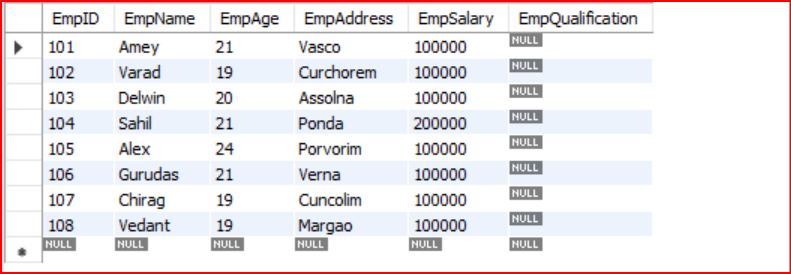 EmpID EmpName EmpAge EmpAddress EmpSalary EmpQualification
101 Amey 21 Vasco 100000 NULL
102 Varad 19 Curchorem 100000 NULL
103 Delwin 20 Assolna 100000 NULL
104 Sahil 21 Ponda 200000 NULL
105 Alex 24 Porvorim 100000 NULL
106 Gurudas 21 Verna 100000 NULL
107 Chirag 19 Cuncolim 100000 NULL
108 Vedant 19 Margao 100000 NULL
NULL NULL NULL NULL NULL NULL